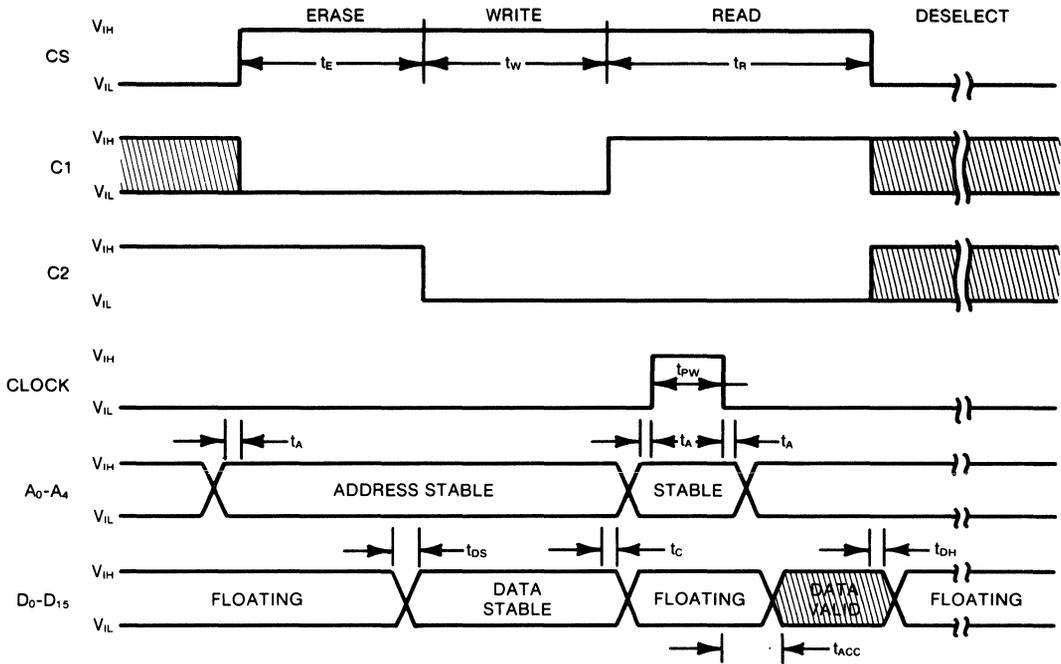 ERASE WRITE READ DESELECT
VIH
CS
tE tW tR
VIL
VIH
C1
VIL
VIH
C2
VIL
VIH
CLOCK
tPW
VIL
tA tA tA
VIH
A0-A4
ADDRESS STABLE STABLE
VIL
tDS tC tDH
VIH
D0-D15
FLOATING DATA STABLE FLOATING DATA VALID FLOATING
VIL
tACC